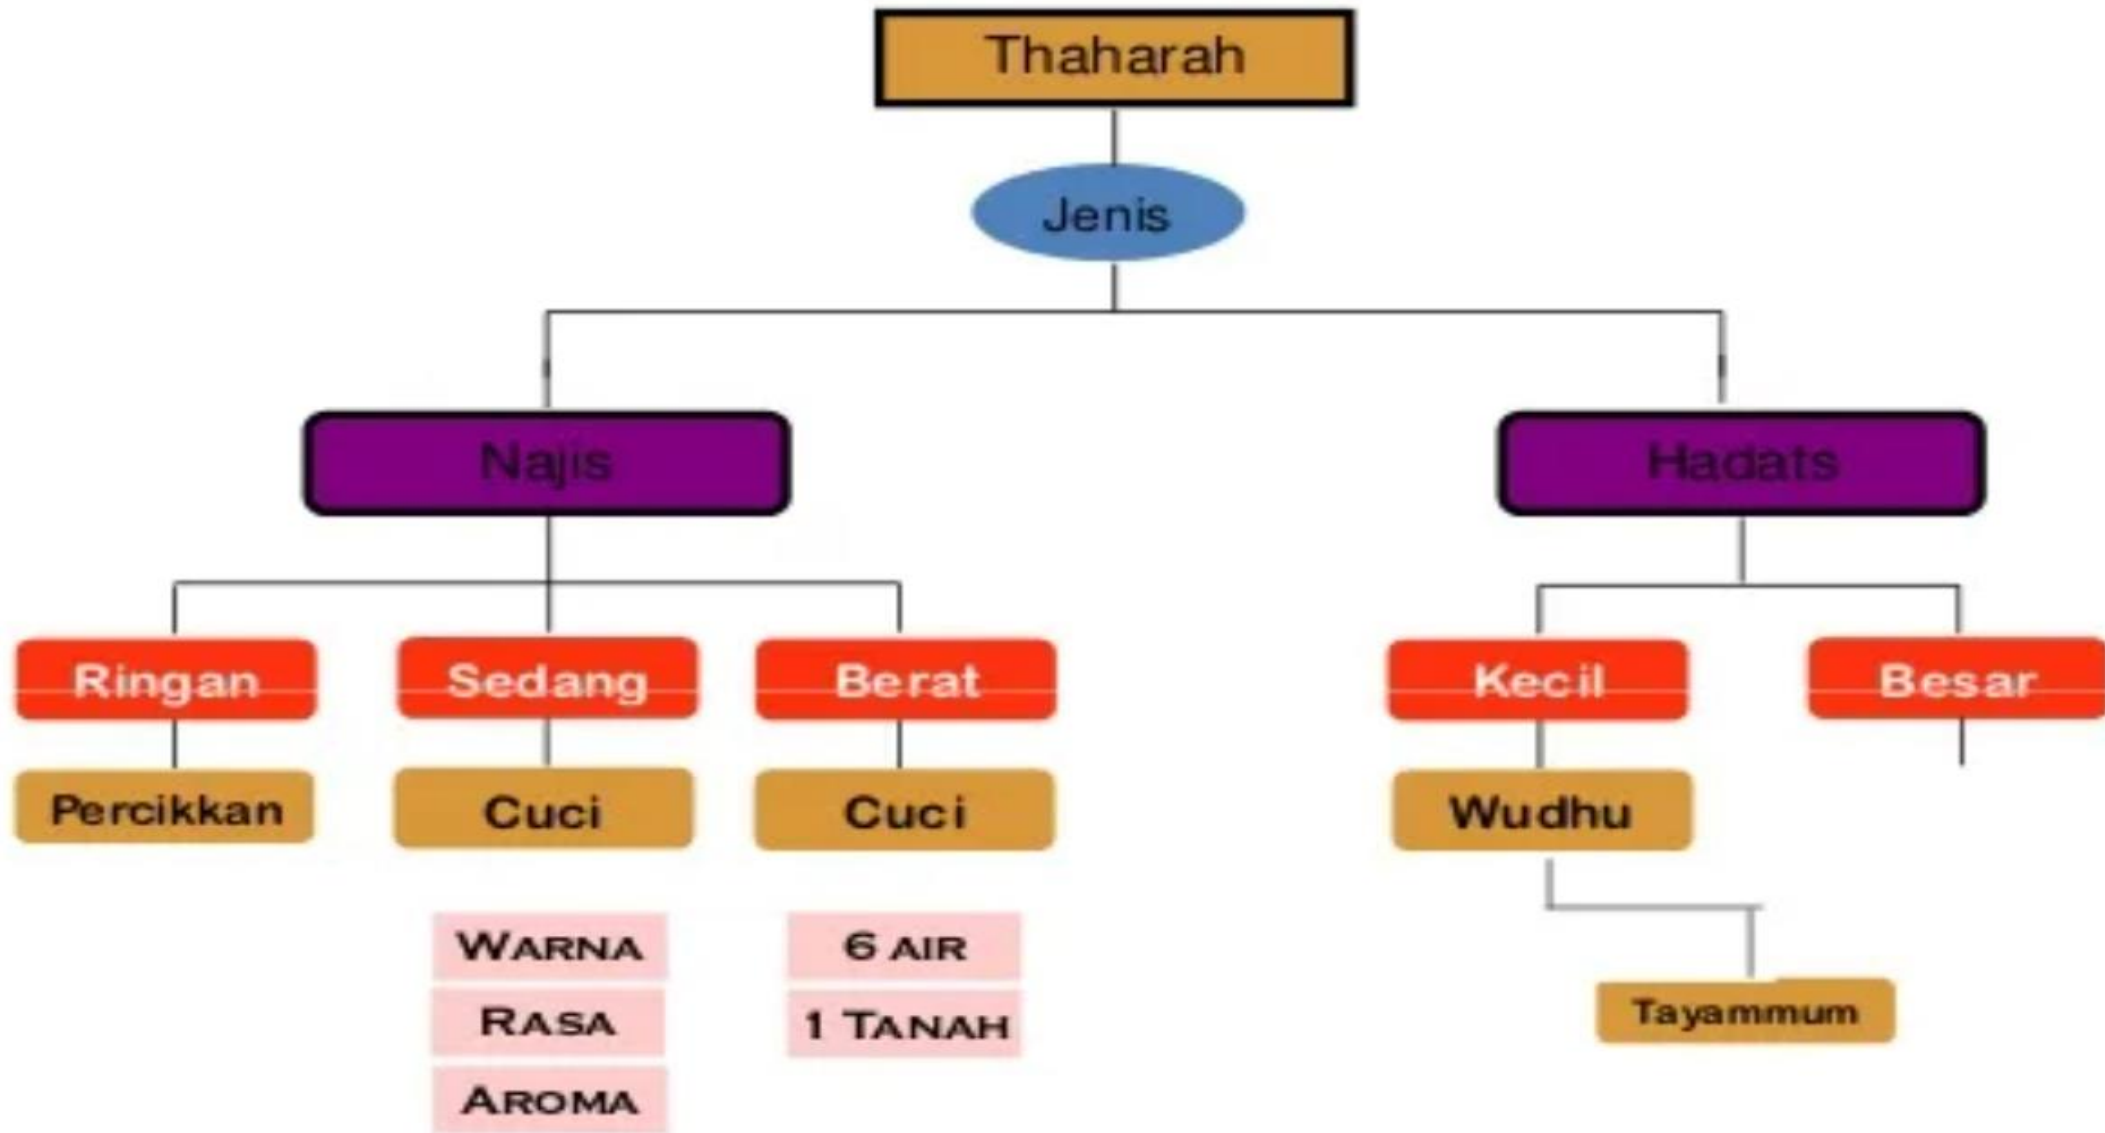 Thaharah
Jenis
Najis
Hadats
Ringan
Sedang
Berat
Kecil
Besar
Percikkan
Cuci
Cuci
Wudhu
WARNA
6 AIR
RASA
1 TANAH
Tayammum
AROMA